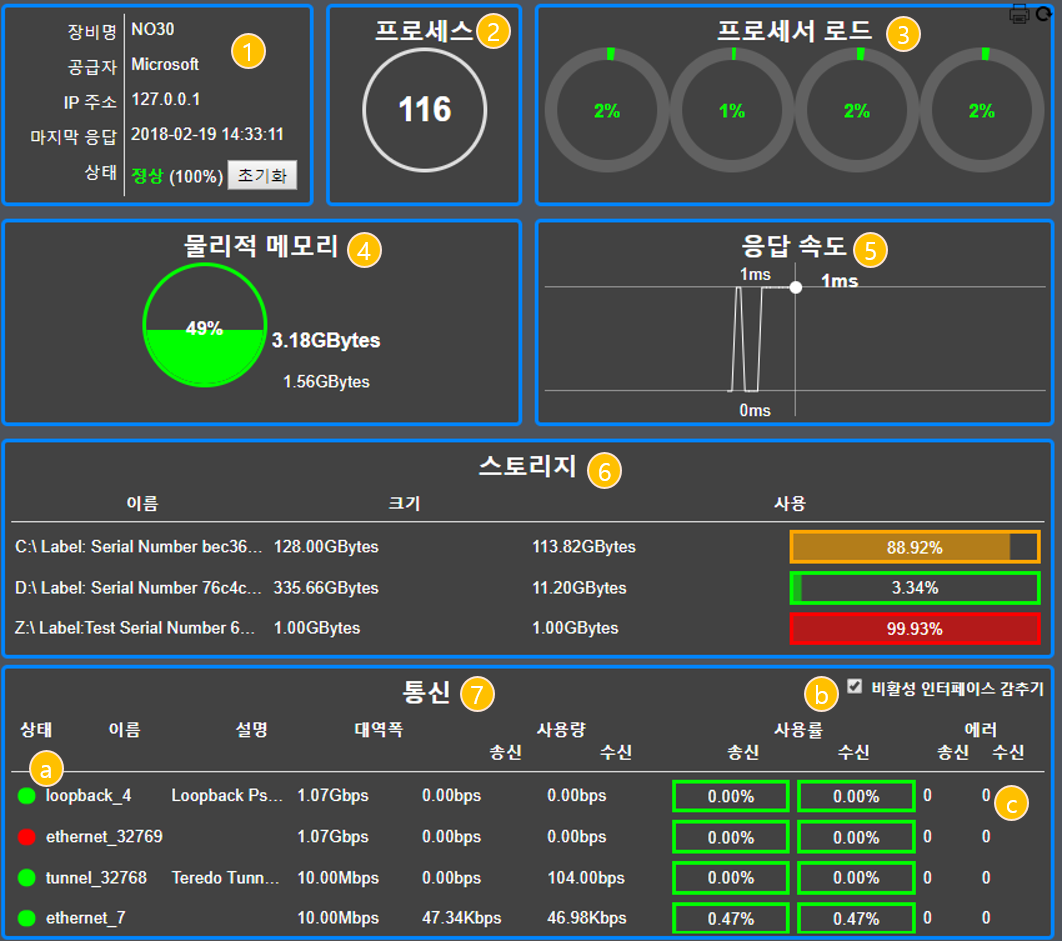 장비명 NO30 1
공급자 Microsoft
IP 주소 127.0.0.1
마지막 응답 2018-02-19 14:33:11
상태 정상 (100%) 초기화
프로세스 2
116
프로세서 로드 3
2% 1% 2% 2%
물리적 메모리 4
49%
3.18GBytes
1.56GBytes
응답 속도 5
1ms 1ms
0ms
스토리지 6
이름 크기 사용
C:\ Label: Serial Number bec36... 128.00GBytes 113.82GBytes 88.92%
D:\ Label: Serial Number 76c4c... 335.66GBytes 11.20GBytes 3.34%
Z:\ Label:Test Serial Number 6... 1.00GBytes 1.00GBytes 99.93%
통신 7 b 비활성 인터페이스 감추기
상태 이름 설명 대역폭 사용량 사용률 에러
송신 수신 송신 수신 송신 수신
a
loopback_4 Loopback Ps... 1.07Gbps 0.00bps 0.00bps 0.00% 0.00% 0 0 c
ethernet_32769 1.07Gbps 0.00bps 0.00bps 0.00% 0.00% 0 0
tunnel_32768 Teredo Tunn... 10.00Mbps 0.00bps 104.00bps 0.00% 0.00% 0 0
ethernet_7 10.00Mbps 47.34Kbps 46.98Kbps 0.47% 0.47% 0 0